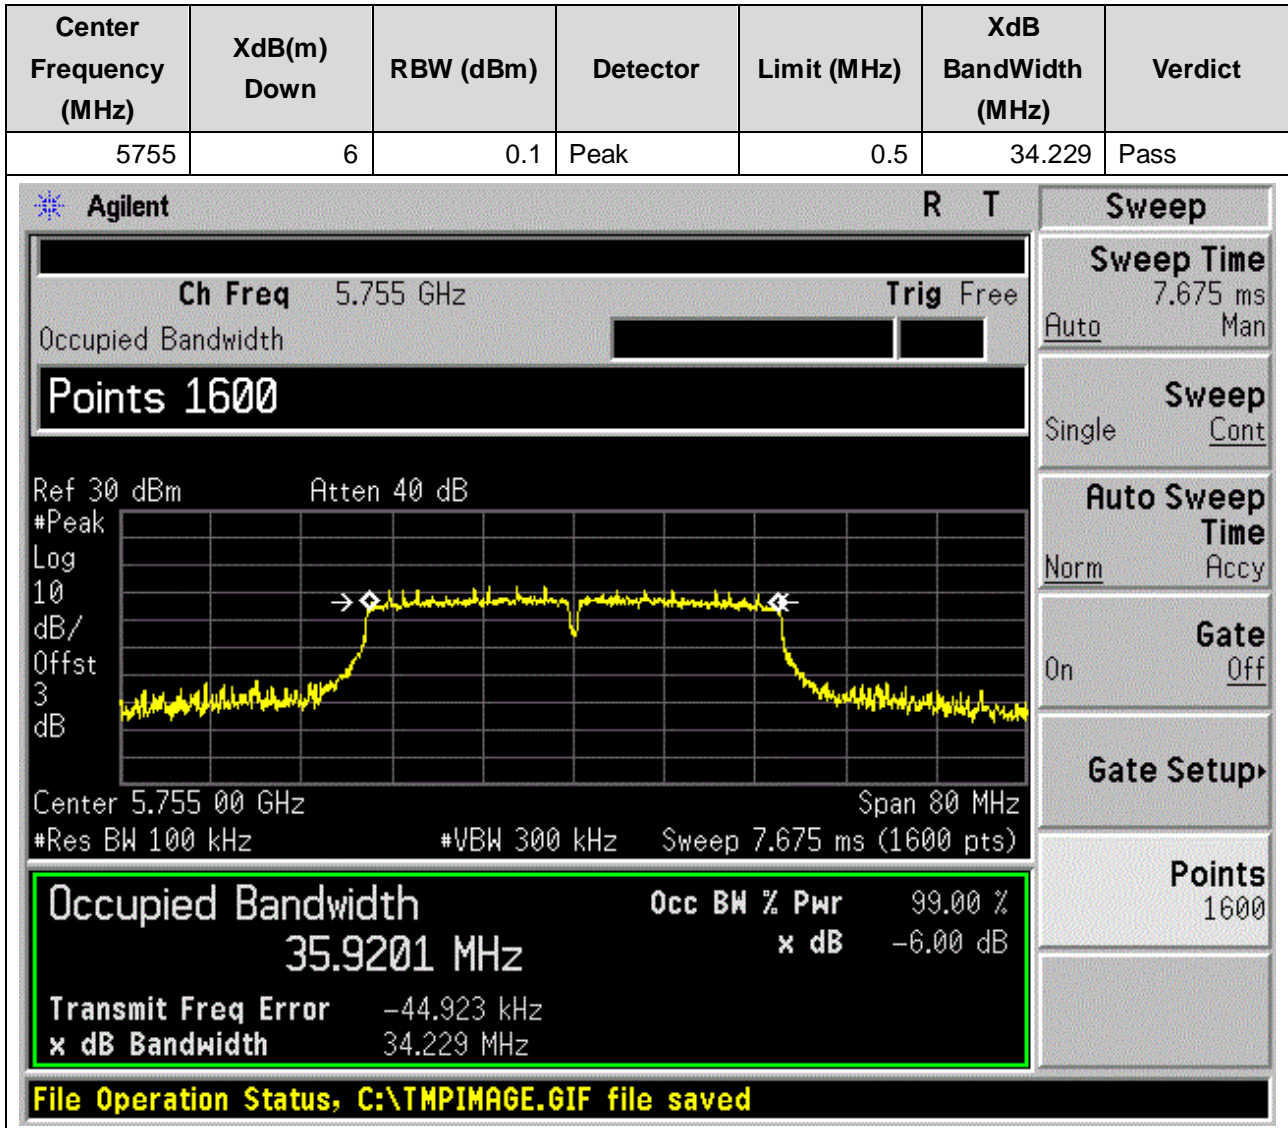 Center Frequency (MHz) XdB(m) Down RBW (dBm) Detector Limit (MHz) XdB BandWidth (MHz) Verdict
5755 6 0.1 Peak 0.5 34.229 Pass
Agilent R T Sweep
Ch Freq 5.755 GHz Trig Free
Occupied Bandwidth
Points 1600
Ref 30 dBm Atten 40 dB
#Peak
Log
10
dB/
Offst
3
dB
Center 5.755 00 GHz Span 80 MHz
#Res BW 100 kHz #VBW 300 kHz Sweep 7.675 ms (1600 pts)
Occupied Bandwidth Occ BW % Pwr 99.00 %
35.9201 MHz x dB -6.00 dB
Transmit Freq Error -44.923 kHz
x dB Bandwidth 34.229 MHz
Sweep Time
7.675 ms
Auto Man
Sweep
Single Cont
Auto Sweep
Time
Norm Accy
Gate
On Off
Gate Setup
Points
1600
File Operation Status, C:\TMPIMAGE.GIF file saved